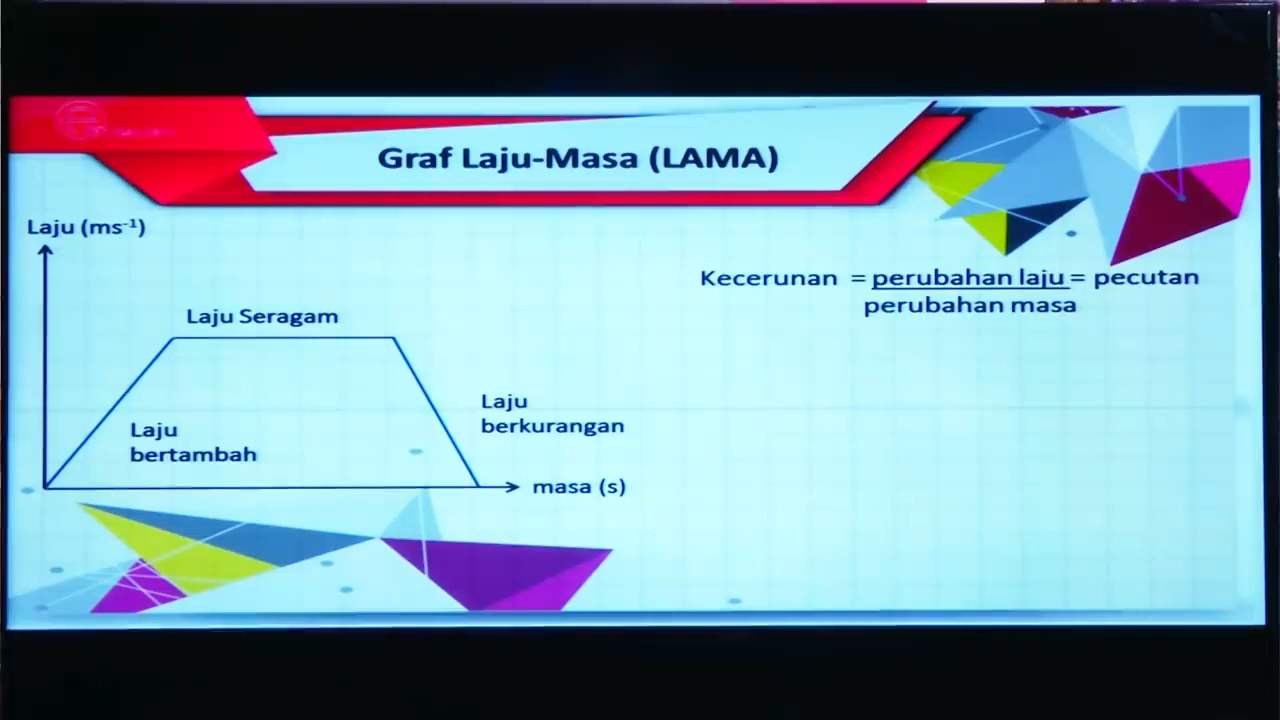 Graf Laju-Masa (LAMA)
Laju (ms⁻¹)
Kecerunan = perubahan laju = pecutan
perubahan masa
Laju Seragam
Laju
berkurangan
Laju
bertambah
masa (s)